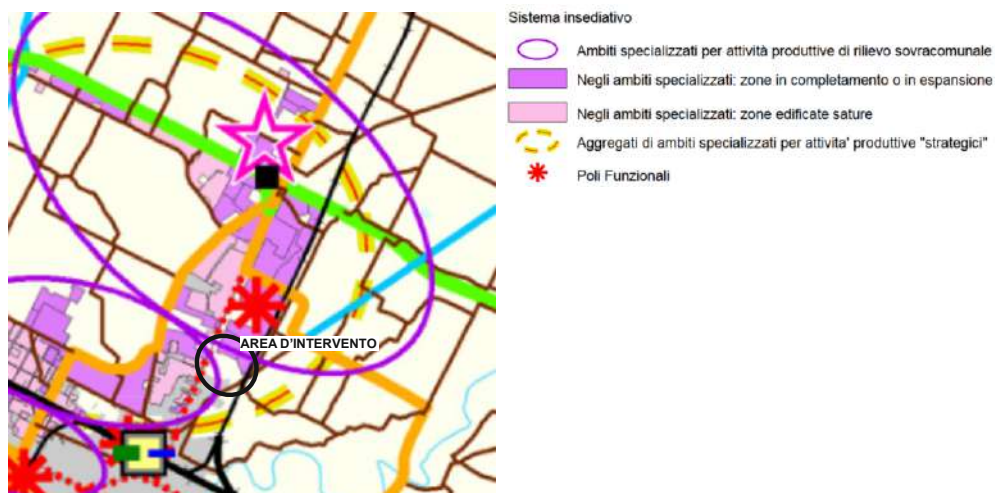 Sistema insediativo
Ambiti specializzati per attività produttive di rilievo sovracomunale
Negli ambiti specializzati: zone in completamento o in espansione
Negli ambiti specializzati: zone edificate sature
Aggregati di ambiti specializzati per attivita' produttive "strategici"
Poli Funzionali
AREA D'INTERVENTO